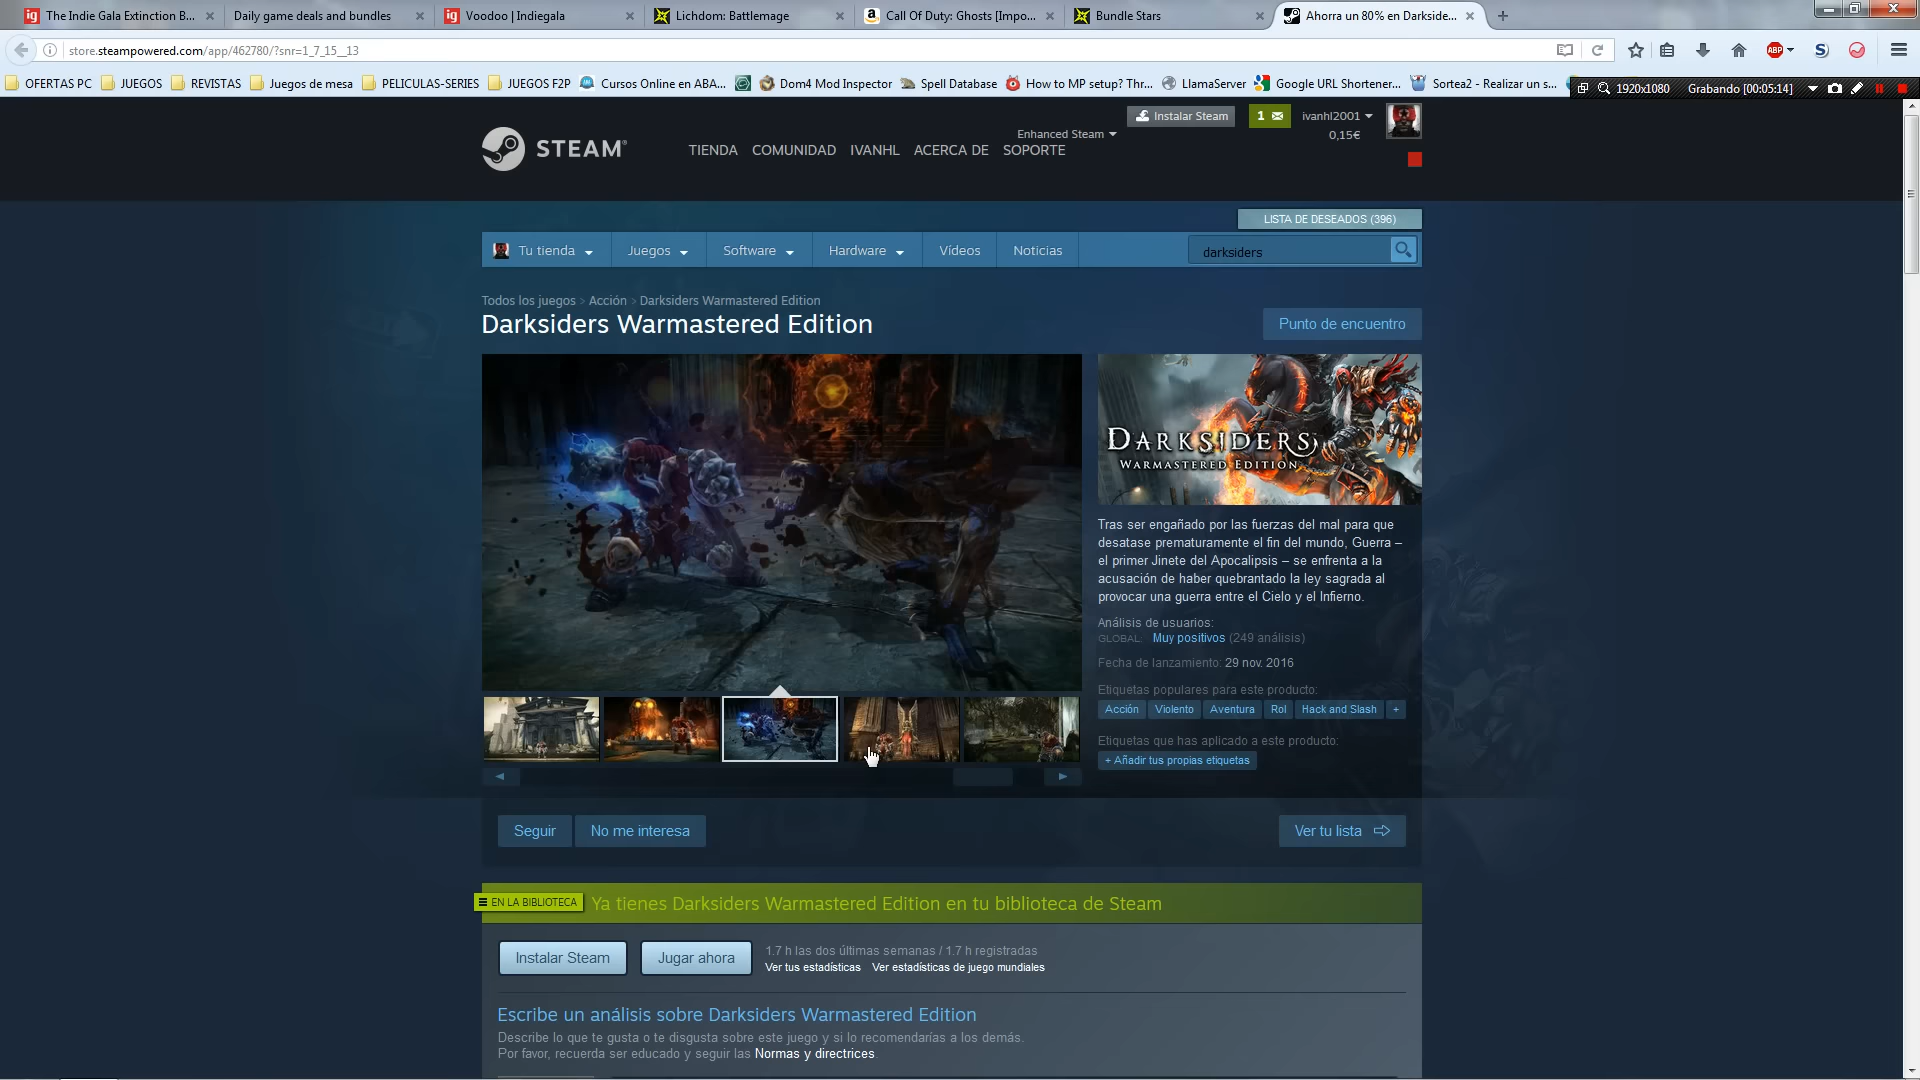 The Indie Gala Extinction B...
Daily game deals and bundles
Voodoo | Indiegala
Lichdom: Battlemage
Call Of Duty: Ghosts [Impo...
Bundle Stars
Ahorra un 80% en Darkside...
store.steampowered.com/app/462780/?snr=1_7_15__13
OFERTAS PC
JUEGOS
REVISTAS
Juegos de mesa
PELICULAS-SERIES
JUEGOS F2P
Cursos Online en ABA...
Dom4 Mod Inspector
Spell Database
How to MP setup? Thr...
LlamaServer
Google URL Shortener...
Sortea2 - Realizar un s...
1920x1080
Grabando [00:05:14]
Instalar Steam
1
ivanhl2001
0,15€
Enhanced Steam
STEAM
TIENDA
COMUNIDAD
IVANHL
ACERCA DE
SOPORTE
LISTA DE DESEADOS (396)
Tu tienda
Juegos
Software
Hardware
Vídeos
Noticias
darksiders
Todos los juegos > Acción > Darksiders Warmastered Edition
Darksiders Warmastered Edition
Punto de encuentro
DARKSIDERS
WARMASTERED EDITION
Tras ser engañado por las fuerzas del mal para que
desatase prematuramente el fin del mundo, Guerra –
el primer Jinete del Apocalipsis – se enfrenta a la
acusación de haber quebrantado la ley sagrada al
provocar una guerra entre el Cielo y el Infierno.
Análisis de usuarios:
GLOBAL: Muy positivos (249 análisis)
Fecha de lanzamiento: 29 nov. 2016
Etiquetas populares para este producto:
Acción
Violento
Aventura
Rol
Hack and Slash
+
Etiquetas que has aplicado a este producto:
+ Añadir tus propias etiquetas
Seguir
No me interesa
Ver tu lista
EN LA BIBLIOTECA
Ya tienes Darksiders Warmastered Edition en tu biblioteca de Steam
Instalar Steam
Jugar ahora
1.7 h las dos últimas semanas / 1.7 h registradas
Ver tus estadísticas
Ver estadísticas de juego mundiales
Escribe un análisis sobre Darksiders Warmastered Edition
Describe lo que te gusta o te disgusta sobre este juego y si lo recomendarías a los demás.
Por favor, recuerda ser educado y seguir las Normas y directrices.